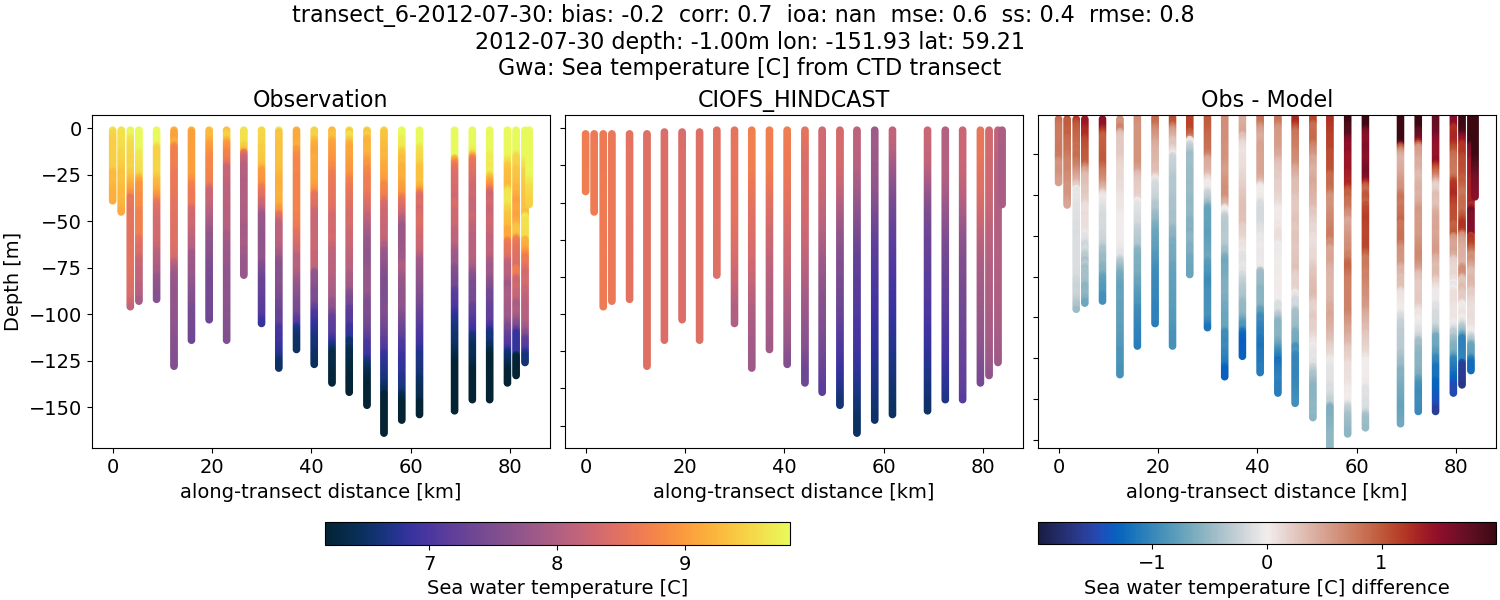 transect_6-2012-07-30: bias: -0.2  corr: 0.7  ioa: nan  mse: 0.6  ss: 0.4  rmse: 0.8
2012-07-30 depth: -1.00m lon: -151.93 lat: 59.21
Gwa: Sea temperature [C] from CTD transect
Observation
CIOFS_HINDCAST
Obs - Model
Depth [m]
0
−25
−50
−75
−100
−125
−150
0 20 40 60 80
0 20 40 60 80
0 20 40 60 80
along-transect distance [km]
along-transect distance [km]
along-transect distance [km]
7 8 9
Sea water temperature [C]
−1 0 1
Sea water temperature [C] difference